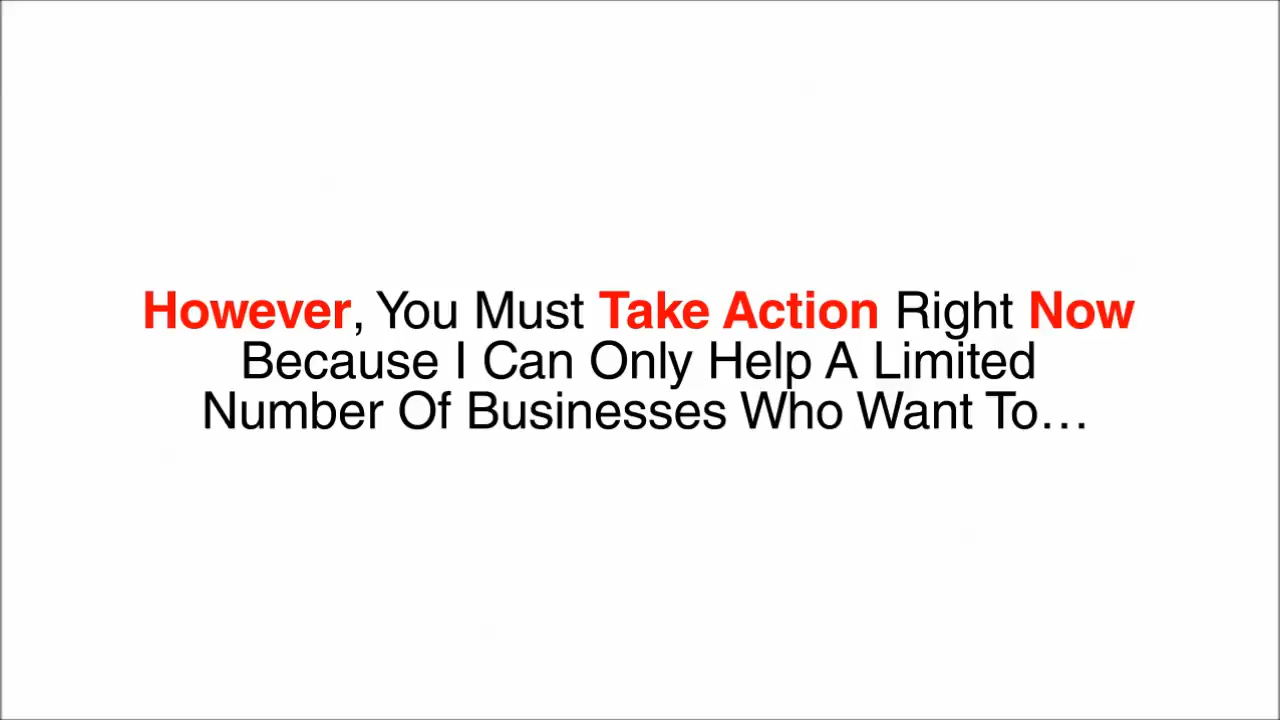 However, You Must Take Action Right Now
Because I Can Only Help A Limited
Number Of Businesses Who Want To…